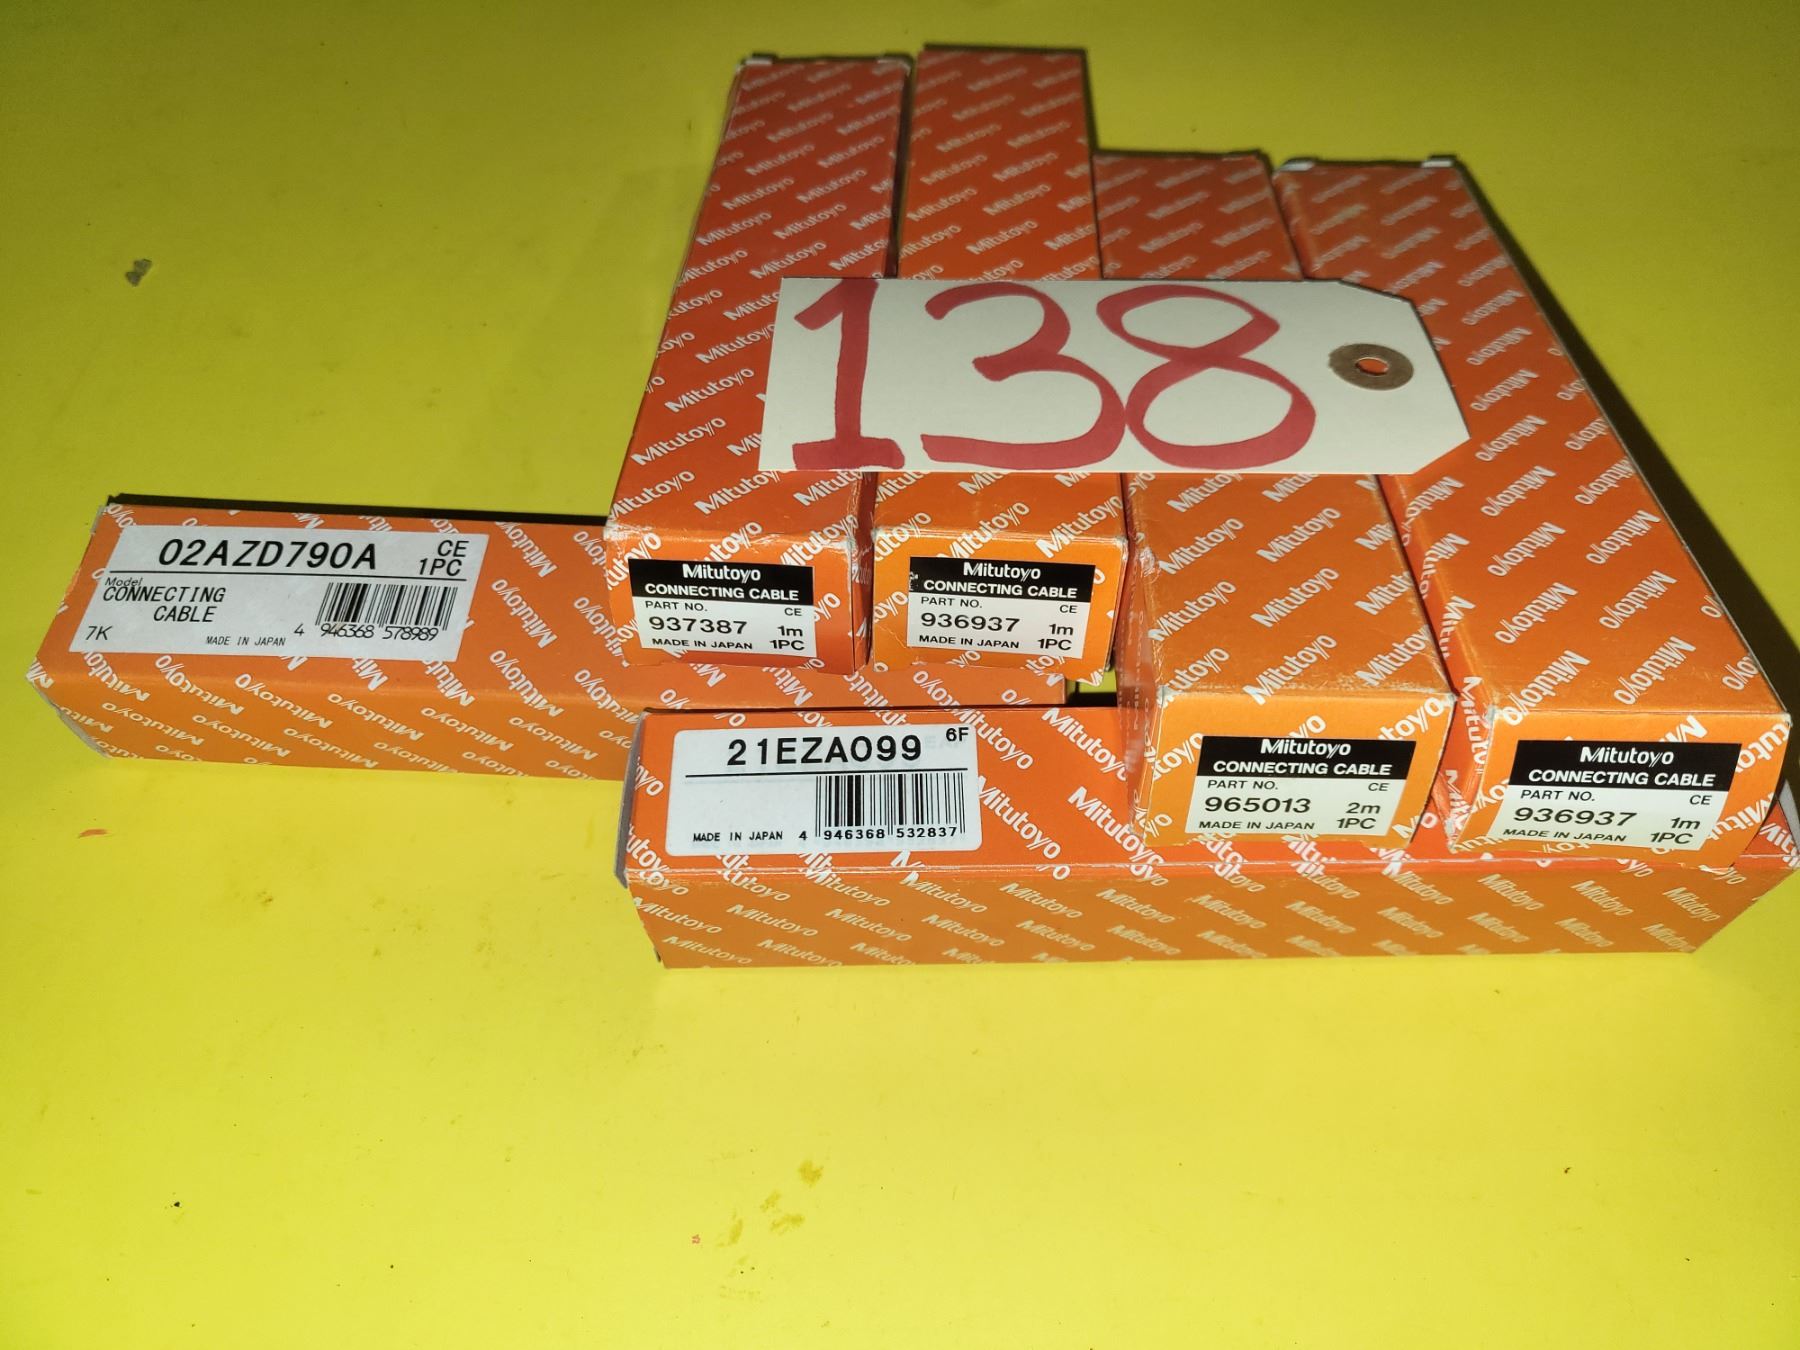 138
02AZD790A CE
1PC
Model
CONNECTING
CABLE
7K MADE IN JAPAN 4 946368 578989
Mitutoyo
CONNECTING CABLE
PART NO. CE
937387 1m
MADE IN JAPAN 1PC
Mitutoyo
CONNECTING CABLE
PART NO. CE
936937 1m
MADE IN JAPAN 1PC
21EZA099 6F
MADE IN JAPAN 4 946368 532837
Mitutoyo
CONNECTING CABLE
PART NO. CE
965013 2m
MADE IN JAPAN 1PC
Mitutoyo
CONNECTING CABLE
PART NO. CE
936937 1m
MADE IN JAPAN 1PC